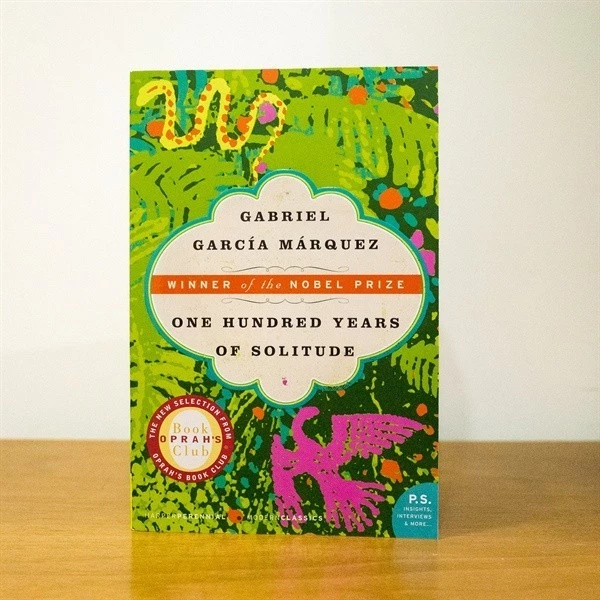 GABRIEL
GARCÍA MÁRQUEZ
WINNER of the NOBEL PRIZE
ONE HUNDRED YEARS
OF SOLITUDE
THE NEW SELECTION FROM
Book
OPRAH'S
Club
OPRAH'S BOOK CLUB
P.S.
INSIGHTS,
INTERVIEWS
& MORE...
HARPERPERENNIAL MODERNCLASSICS